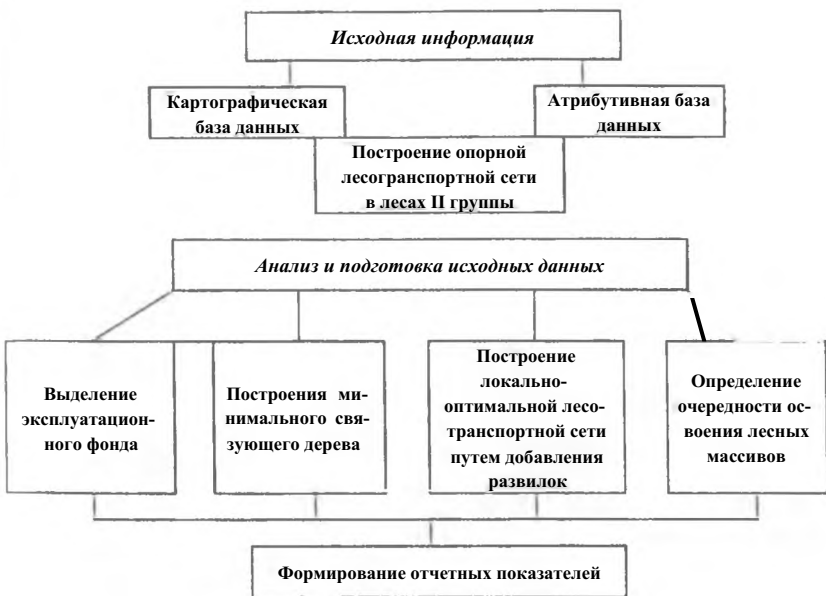 Исходная информация
Картографическая
база данных
Атрибутивная база
данных
Построение опорной
лесогранспортной сети
в лесах II группы
Анализ и подготовка исходных данных
Выделение
эксплуатацион-
ного фонда
Построения ми-
нимального свя-
зующего дерева
Построение
локально-
оптимальной лесо-
транспортной сети
путем добавления
развилок
Определение
очередности ос-
воения лесных
массивов
Формирование отчетных показателей